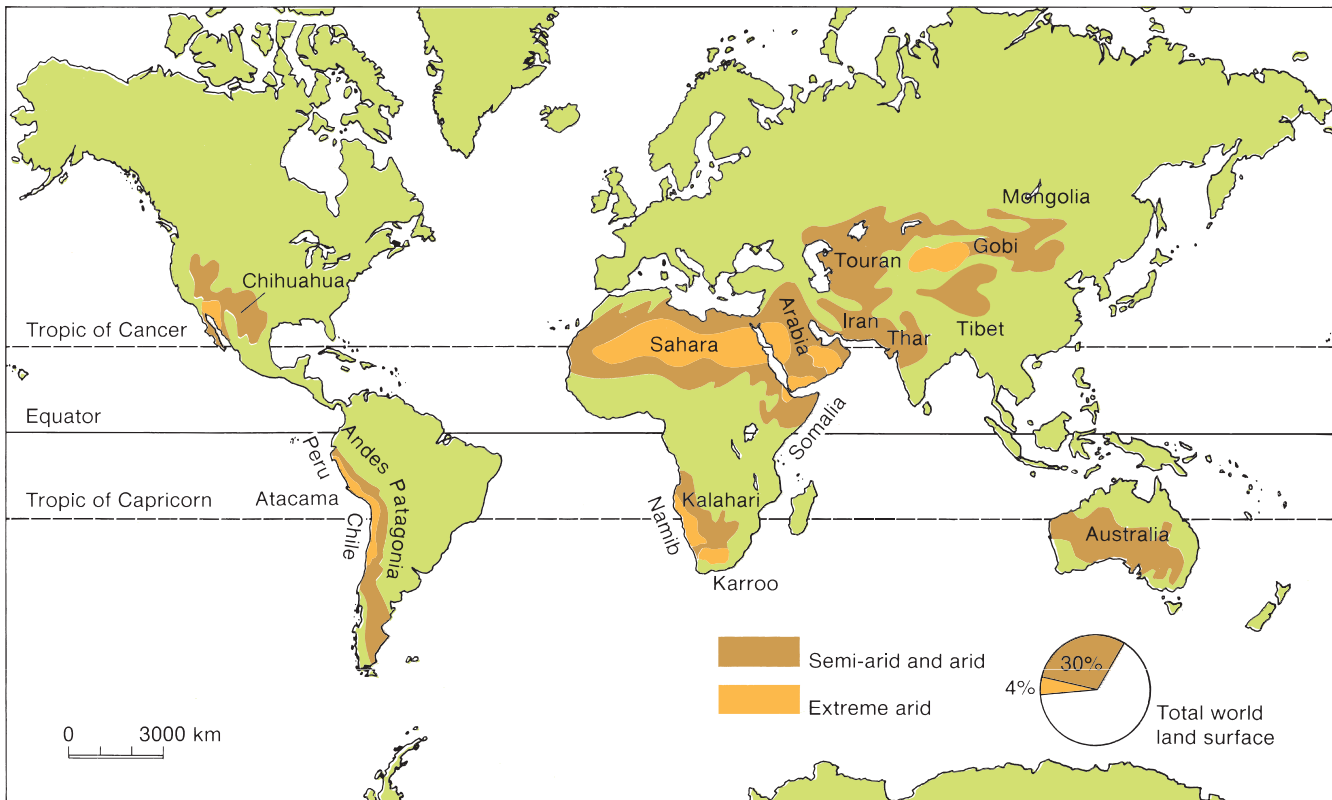 Mongolia
Gobi
Touran
Chihuahua
Tropic of Cancer
Iran
Arabia
Thar
Tibet
Sahara
Equator
Somalia
Andes
Peru
Tropic of Capricorn
Atacama
Patagonia
Chile
Kalahari
Namib
Australia
Karroo
Semi-arid and arid
Extreme arid
30%
4%
Total world
land surface
0 3000 km